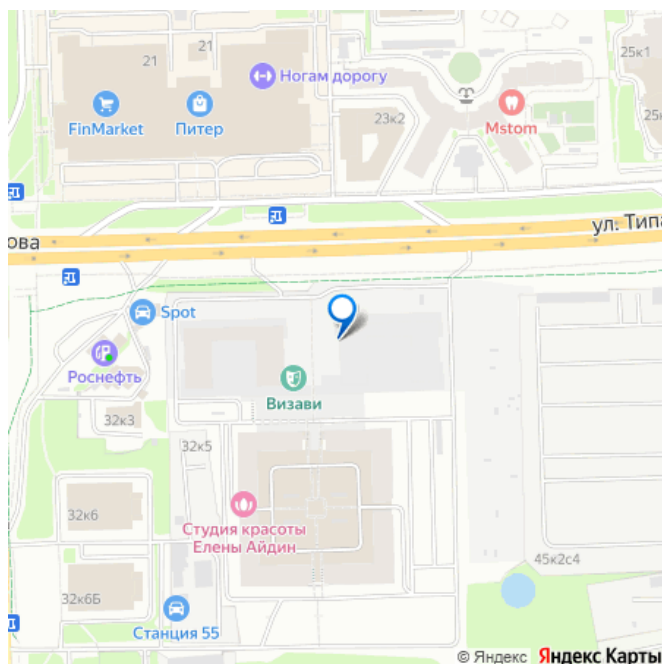 21
21
Ногам дорогу
25к1
FinMarket
Питер
Mstom
23к2
ова
ул. Типа
Spot
Роснефть
32к3
Визави
32к5
32к6
Студия красоты
Елены Айдин
45к2с4
32к6Б
Станция 55
© Яндекс Яндекс Карты